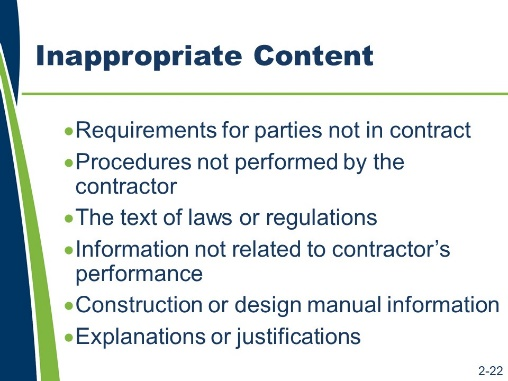 Inappropriate Content
•Requirements for parties not in contract
•Procedures not performed by the
contractor
•The text of laws or regulations
•Information not related to contractor’s
performance
•Construction or design manual information
•Explanations or justifications
2-22